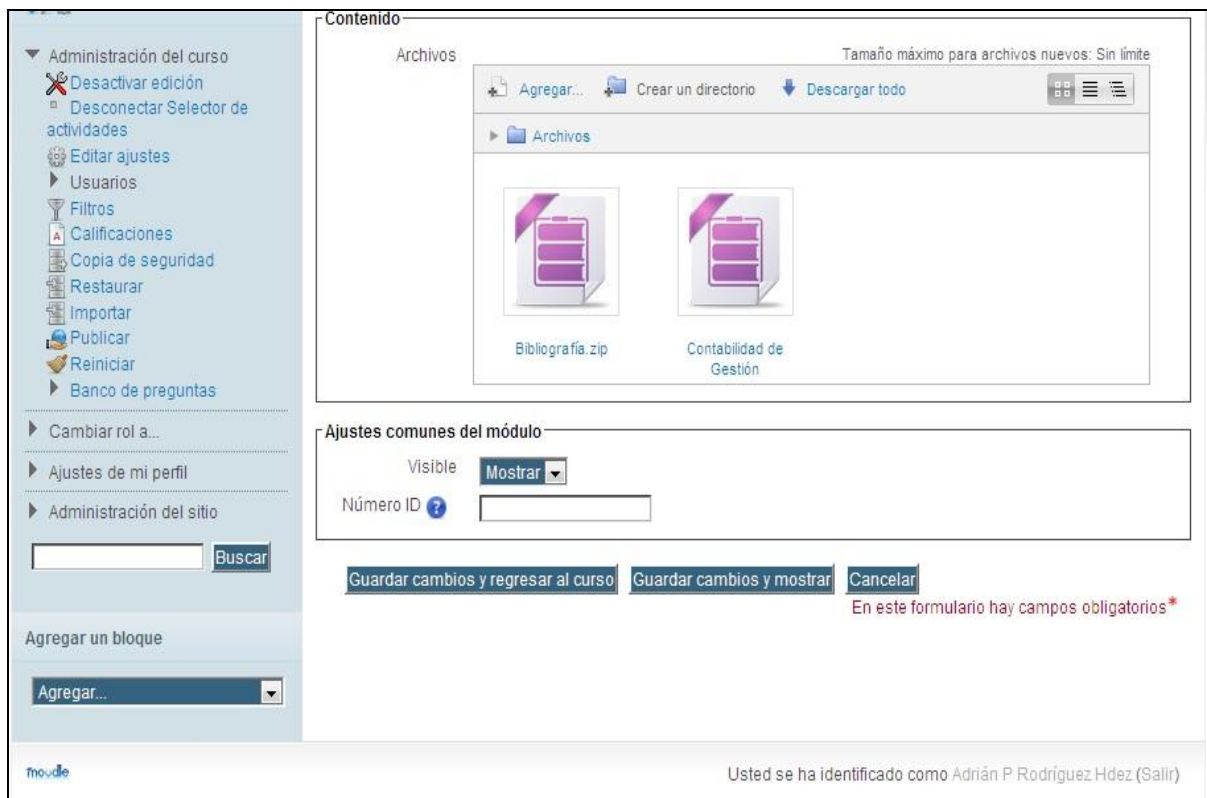 Administración del curso
Desactivar edición
Desconectar Selector de
actividades
Editar ajustes
Usuarios
Filtros
Calificaciones
Copia de seguridad
Restaurar
Importar
Publicar
Reiniciar
Banco de preguntas
Cambiar rol a...
Ajustes de mi perfil
Administración del sitio
Buscar
Agregar un bloque
Agregar...
Contenido
Archivos
Tamaño máximo para archivos nuevos: Sin límite
Agregar... Crear un directorio Descargar todo
Archivos
Bibliografía.zip
Contabilidad de
Gestión
Ajustes comunes del módulo
Visible Mostrar
Número ID
Guardar cambios y regresar al curso Guardar cambios y mostrar Cancelar
En este formulario hay campos obligatorios*
moodle
Usted se ha identificado como Adrián P Rodríguez Hdez (Salir)